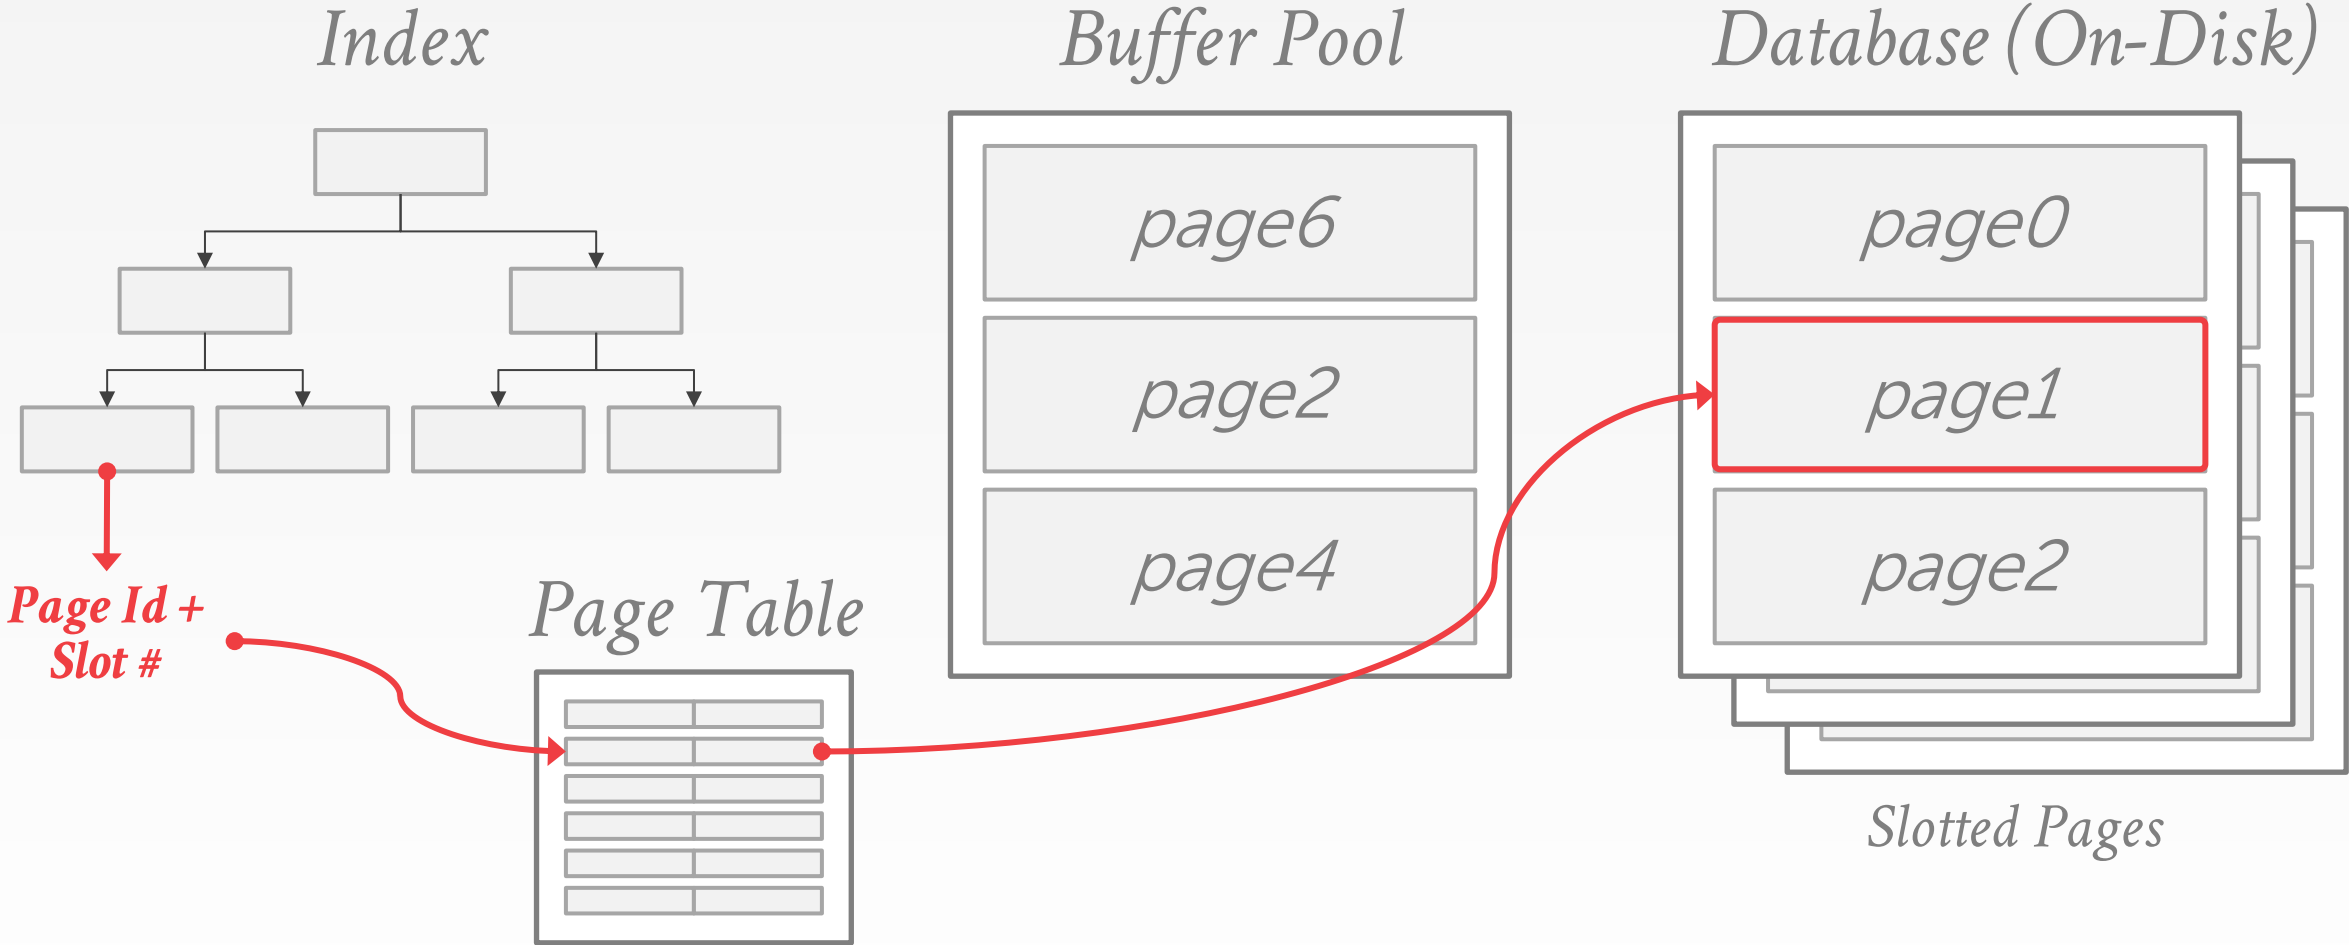 Index
Buffer Pool
Database (On-Disk)
page6
page2
page4
page0
page1
page2
Page Id +
Slot #
Page Table
Slotted Pages